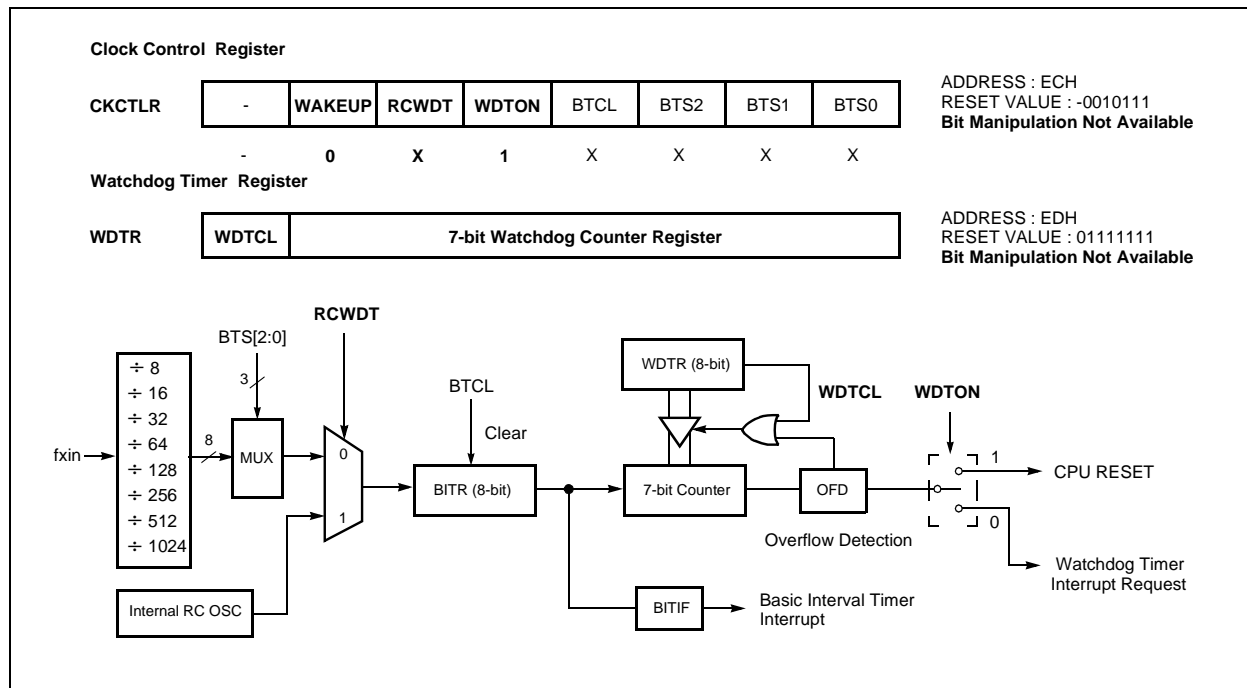 Clock Control Register
CKCTLR - WAKEUP RCWDT WDTON BTCL BTS2 BTS1 BTS0
ADDRESS : ECH
RESET VALUE : -0010111
Bit Manipulation Not Available
- 0 X 1 X X X X
Watchdog Timer Register
WDTR WDTCL 7-bit Watchdog Counter Register
ADDRESS : EDH
RESET VALUE : 01111111
Bit Manipulation Not Available
RCWDT
BTS[2:0]
3
fxin
÷ 8
÷ 16
÷ 32
÷ 64
÷ 128
÷ 256
÷ 512
÷ 1024
8
MUX
0
1
Internal RC OSC
BTCL
Clear
BITR (8-bit)
WDTR (8-bit)
WDTCL
7-bit Counter
OFD
Overflow Detection
WDTON
1
0
CPU RESET
Watchdog Timer
Interrupt Request
BITIF
Basic Interval Timer
Interrupt